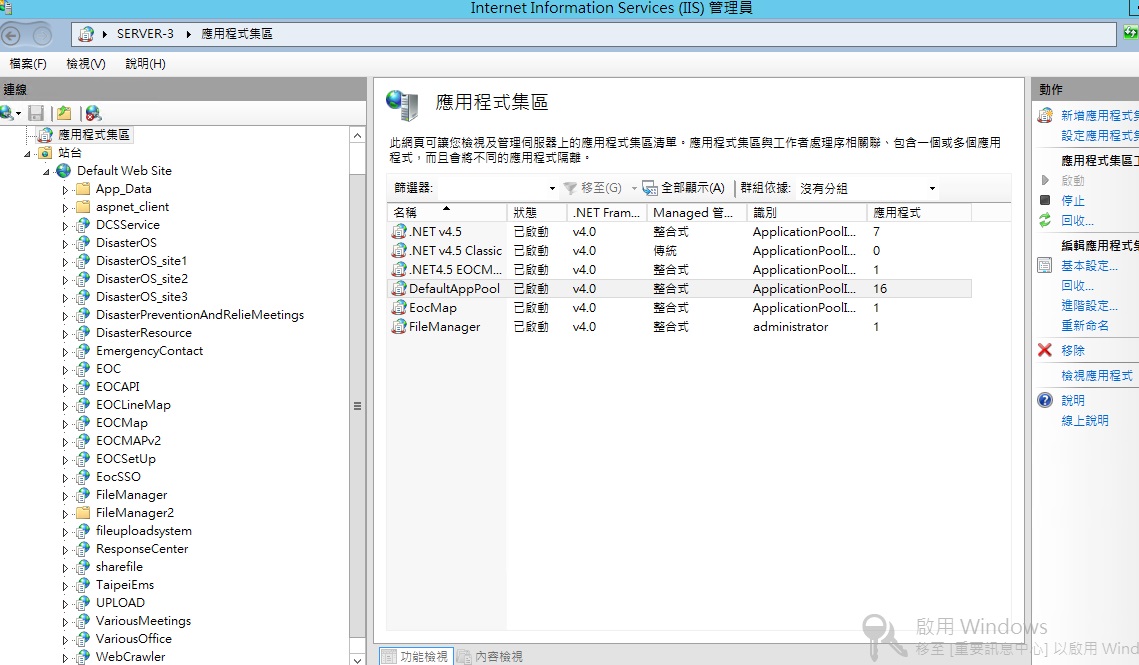 Internet Information Services (IIS) 管理員
SERVER-3 應用程式集區
檔案(F) 檢視(V) 說明(H)
連線
應用程式集區
站台
Default Web Site
App_Data
aspnet_client
DCSService
DisasterOS
DisasterOS_site1
DisasterOS_site2
DisasterOS_site3
DisasterPreventionAndRelieMeetings
DisasterResource
EmergencyContact
EOC
EOCAPI
EOCLineMap
EOCMap
EOCMAPv2
EOCSetUp
EocSSO
FileManager
FileManager2
fileuploadsystem
ResponseCenter
sharefile
TaipeiEms
UPLOAD
VariousMeetings
VariousOffice
WebCrawler
應用程式集區
此網頁可讓您檢視及管理伺服器上的應用程式集區清單。應用程式集區與工作者處理序相關聯、包含一個或多個應用
程式，而且會將不同的應用程式隔離。
篩選器: 移至(G) 全部顯示(A) 群組依據: 沒有分組
名稱 狀態 .NET Fram... Managed 管... 識別 應用程式
.NET v4.5 已啟動 v4.0 整合式 ApplicationPoolI... 7
.NET v4.5 Classic 已啟動 v4.0 傳統 ApplicationPoolI... 0
.NET4.5 EOCM... 已啟動 v4.0 整合式 ApplicationPoolI... 1
DefaultAppPool 已啟動 v4.0 整合式 ApplicationPoolI... 16
EocMap 已啟動 v4.0 整合式 ApplicationPoolI... 1
FileManager 已啟動 v4.0 整合式 administrator 1
功能檢視 內容檢視
動作
新增應用程式集
設定應用程式集
應用程式集區工
啟動
停止
回收...
編輯應用程式集
基本設定...
回收...
進階設定...
重新命名
移除
檢視應用程式
說明
線上說明
啟用 Windows
移至 [重要訊息中心] 以啟用 Wind